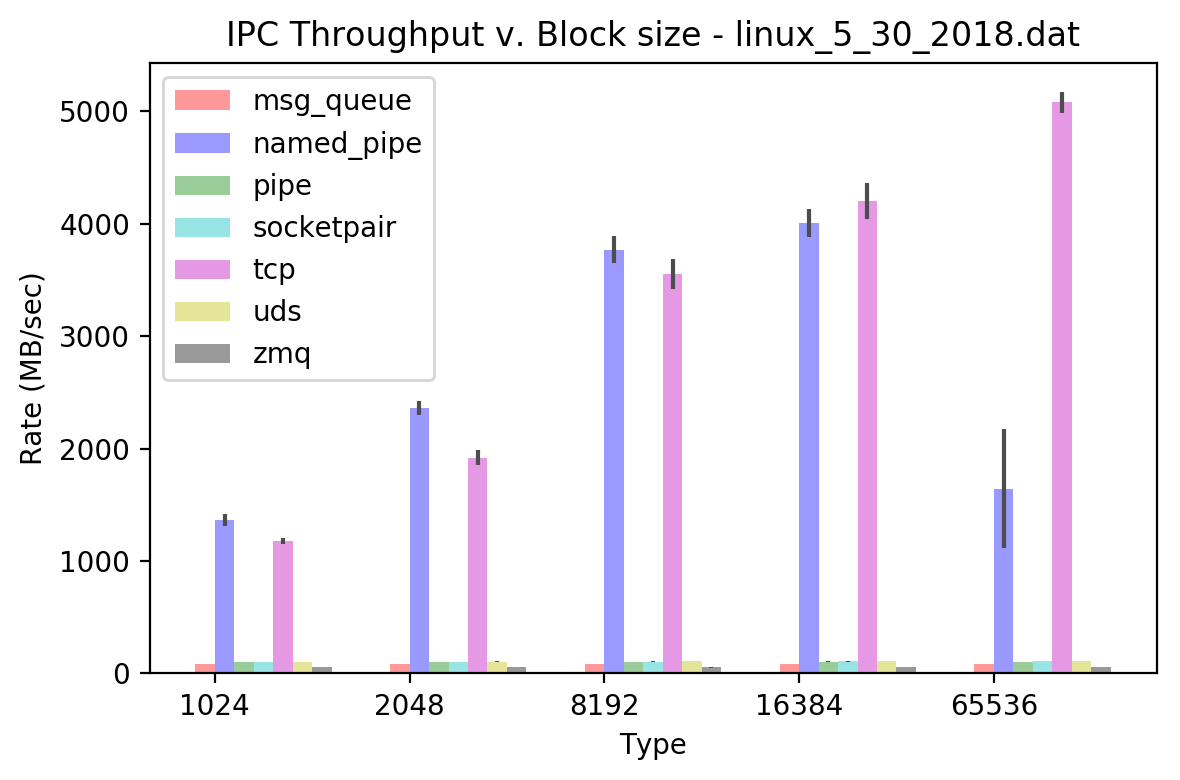 IPC Throughput v. Block size - linux_5_30_2018.dat
msg_queue
named_pipe
pipe
socketpair
tcp
uds
zmq
Rate (MB/sec)
5000
4000
3000
2000
1000
0
1024 2048 8192 16384 65536
Type